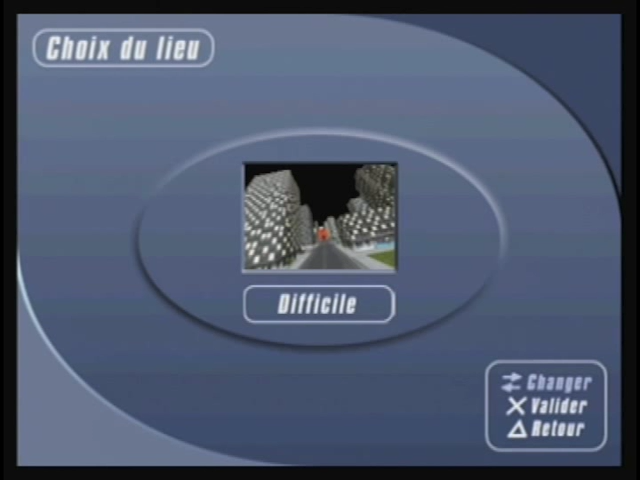 Choix du lieu
Difficile
Changer
Valider
Retour